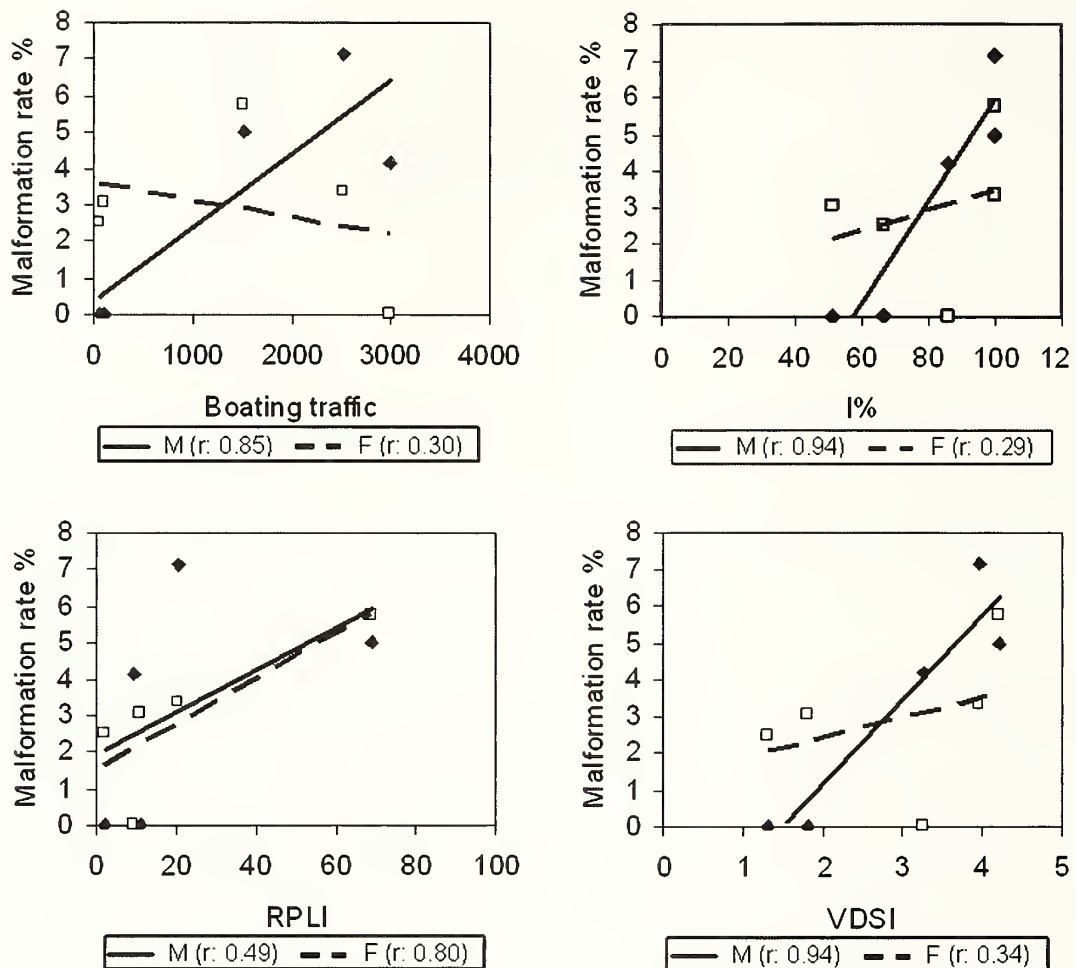 Malformation rate %
8
7
6
5
4
3
2
1
0
0 1000 2000 3000 4000
Boating traffic
M (r: 0.85) F (r: 0.30)
Malformation rate %
8
7
6
5
4
3
2
1
0
0 20 40 60 80 100 12
I%
M (r: 0.94) F (r: 0.29)
Malformation rate %
8
7
6
5
4
3
2
1
0
0 20 40 60 80 100
RPLI
M (r: 0.49) F (r: 0.80)
Malformation rate %
8
7
6
5
4
3
2
1
0
0 1 2 3 4 5
VDSI
M (r: 0.94) F (r: 0.34)